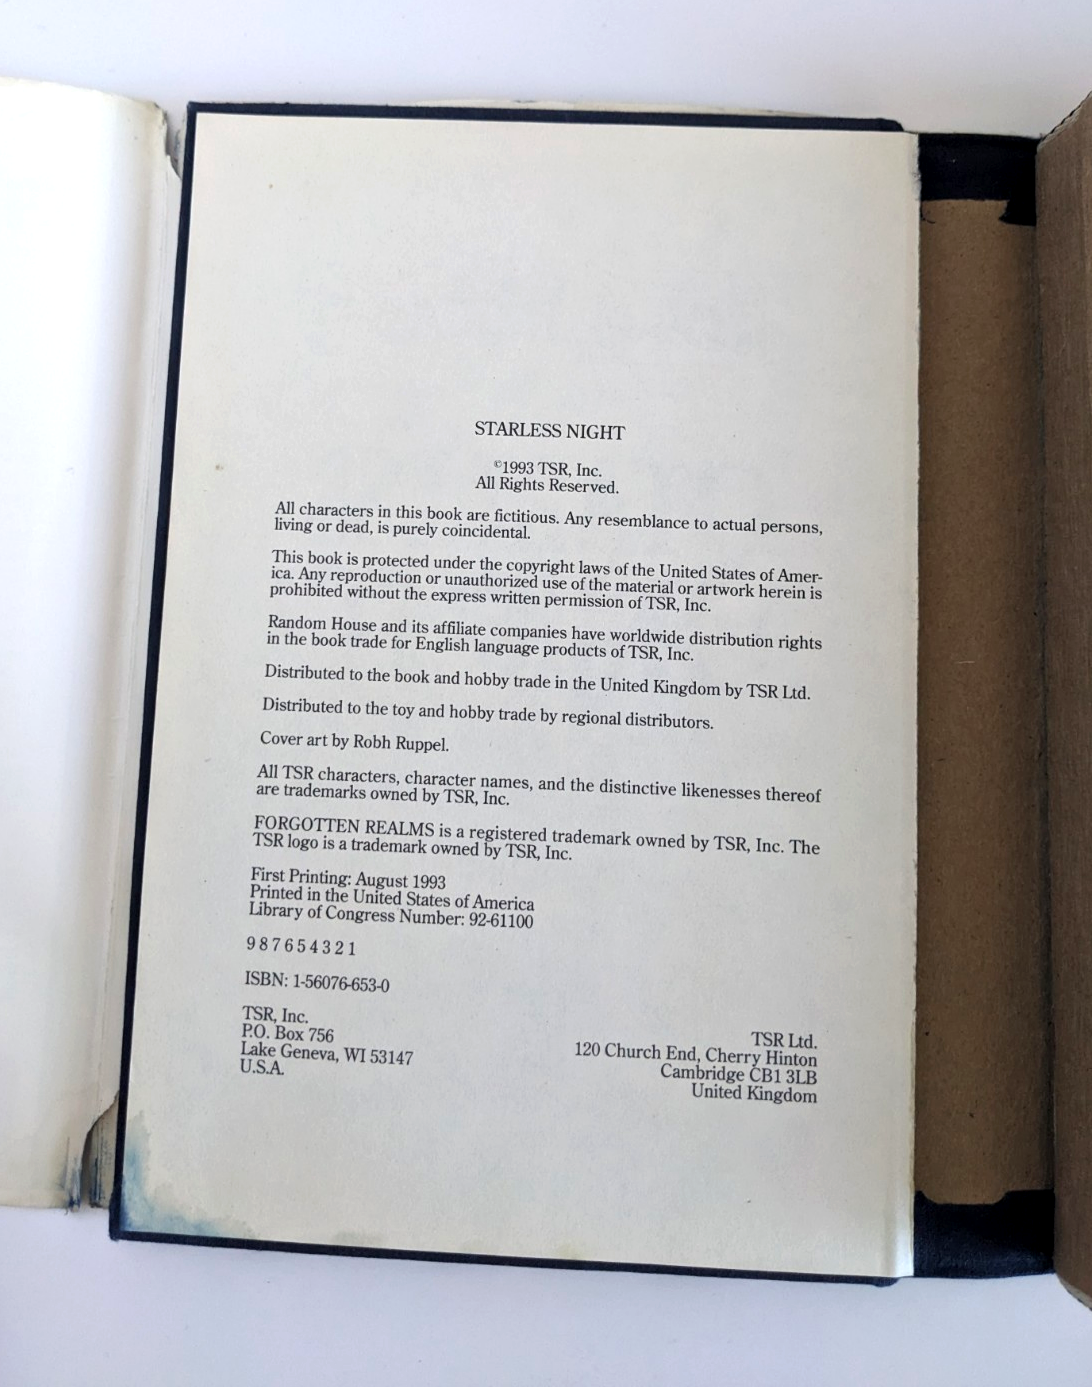 STARLESS NIGHT
©1993 TSR, Inc.
All Rights Reserved.
All characters in this book are fictitious. Any resemblance to actual persons,
living or dead, is purely coincidental.
This book is protected under the copyright laws of the United States of Amer-
ica. Any reproduction or unauthorized use of the material or artwork herein is
prohibited without the express written permission of TSR, Inc.
Random House and its affiliate companies have worldwide distribution rights
in the book trade for English language products of TSR, Inc.
Distributed to the book and hobby trade in the United Kingdom by TSR Ltd.
Distributed to the toy and hobby trade by regional distributors.
Cover art by Robh Ruppel.
All TSR characters, character names, and the distinctive likenesses thereof
are trademarks owned by TSR, Inc.
FORGOTTEN REALMS is a registered trademark owned by TSR, Inc. The
TSR logo is a trademark owned by TSR, Inc.
First Printing: August 1993
Printed in the United States of America
Library of Congress Number: 92-61100
9 8 7 6 5 4 3 2 1
ISBN: 1-56076-653-0
TSR, Inc.
P.O. Box 756
Lake Geneva, WI 53147
U.S.A.
TSR Ltd.
120 Church End, Cherry Hinton
Cambridge CB1 3LB
United Kingdom